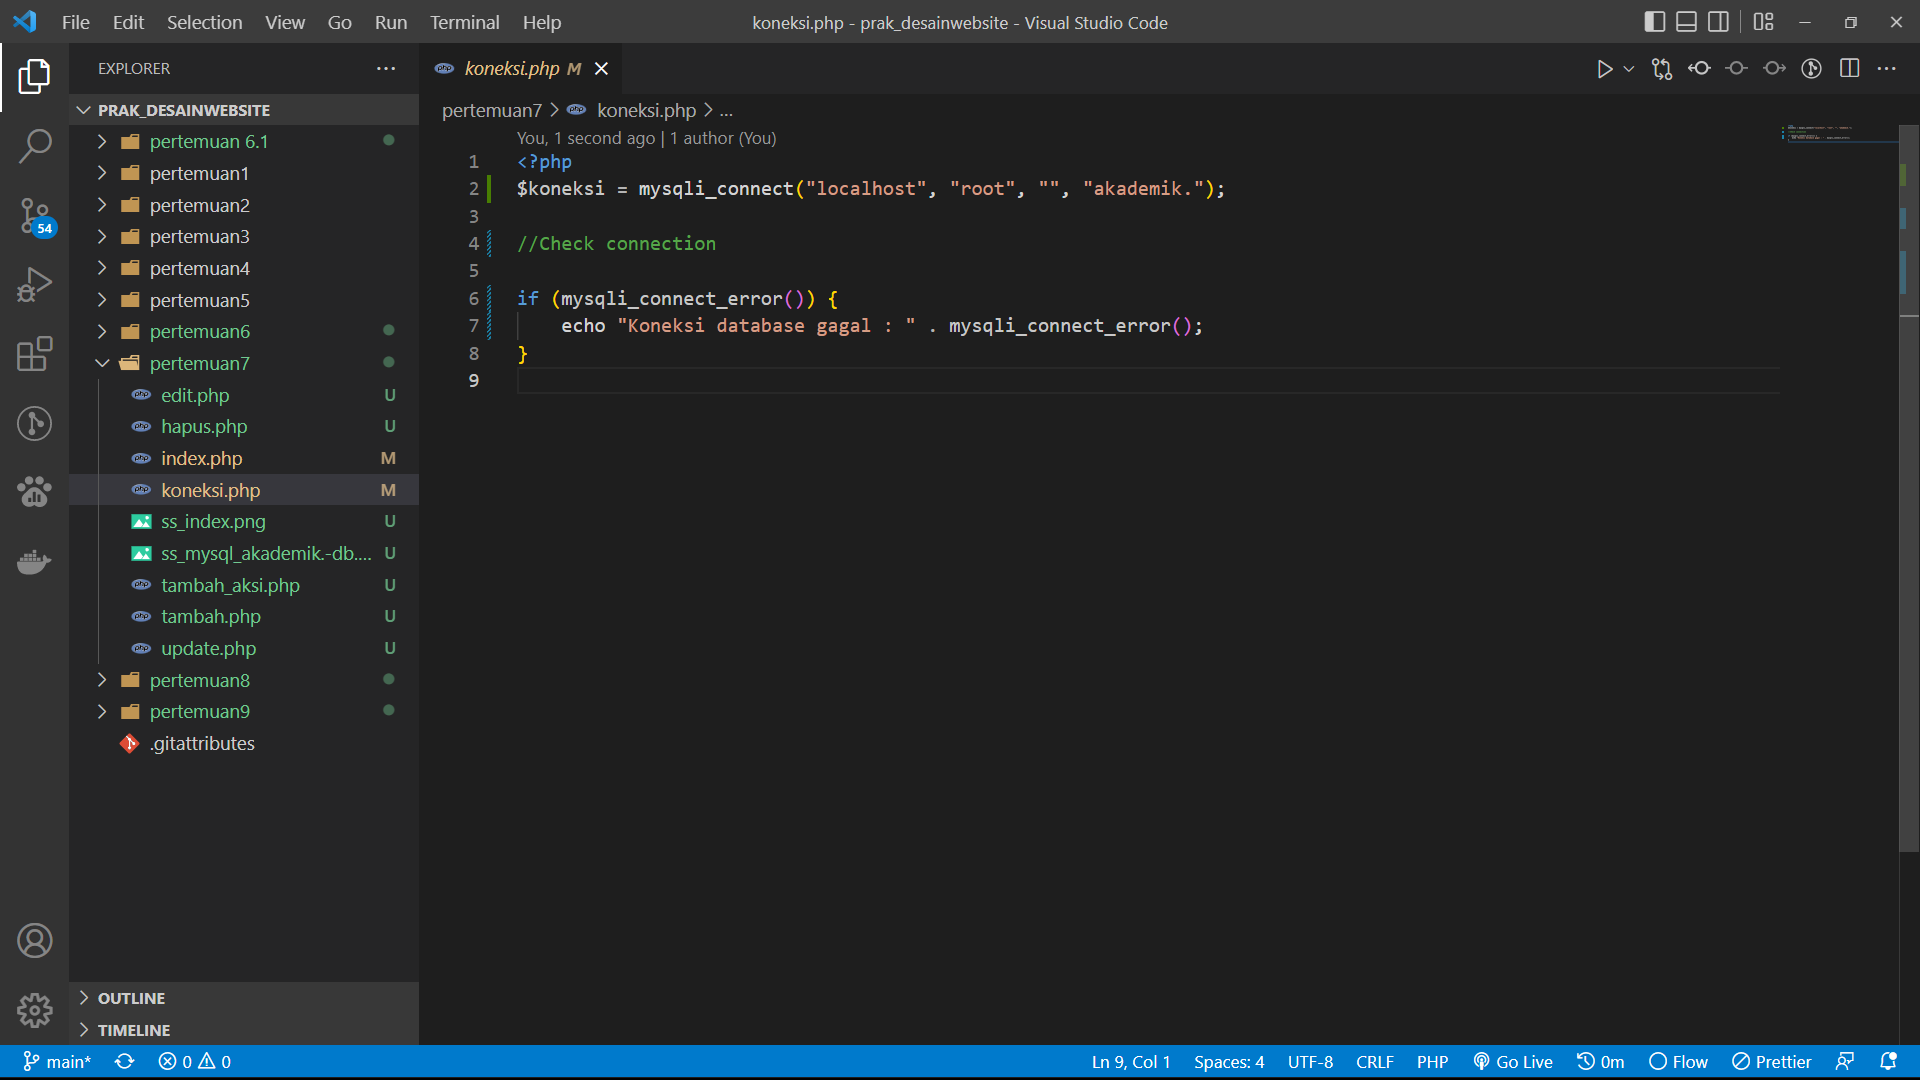 File Edit Selection View Go Run Terminal Help
koneksi.php - prak_desainwebsite - Visual Studio Code
EXPLORER
PRAK_DESAINWEBSITE
pertemuan 6.1
pertemuan1
pertemuan2
pertemuan3
pertemuan4
pertemuan5
pertemuan6
pertemuan7
edit.php U
hapus.php U
index.php M
koneksi.php M
ss_index.png U
ss_mysql_akademik.-db.... U
tambah_aksi.php U
tambah.php U
update.php U
pertemuan8
pertemuan9
.gitattributes
OUTLINE
TIMELINE
54
php koneksi.php M
pertemuan7 > php koneksi.php > ...
You, 1 second ago | 1 author (You)
1 <?php
2 $koneksi = mysqli_connect("localhost", "root", "", "akademik.");
3
4 //Check connection
5
6 if (mysqli_connect_error()) {
7 echo "Koneksi database gagal : " . mysqli_connect_error();
8 }
9
main* 0 0 Ln 9, Col 1 Spaces: 4 UTF-8 CRLF PHP Go Live 0m Flow Prettier